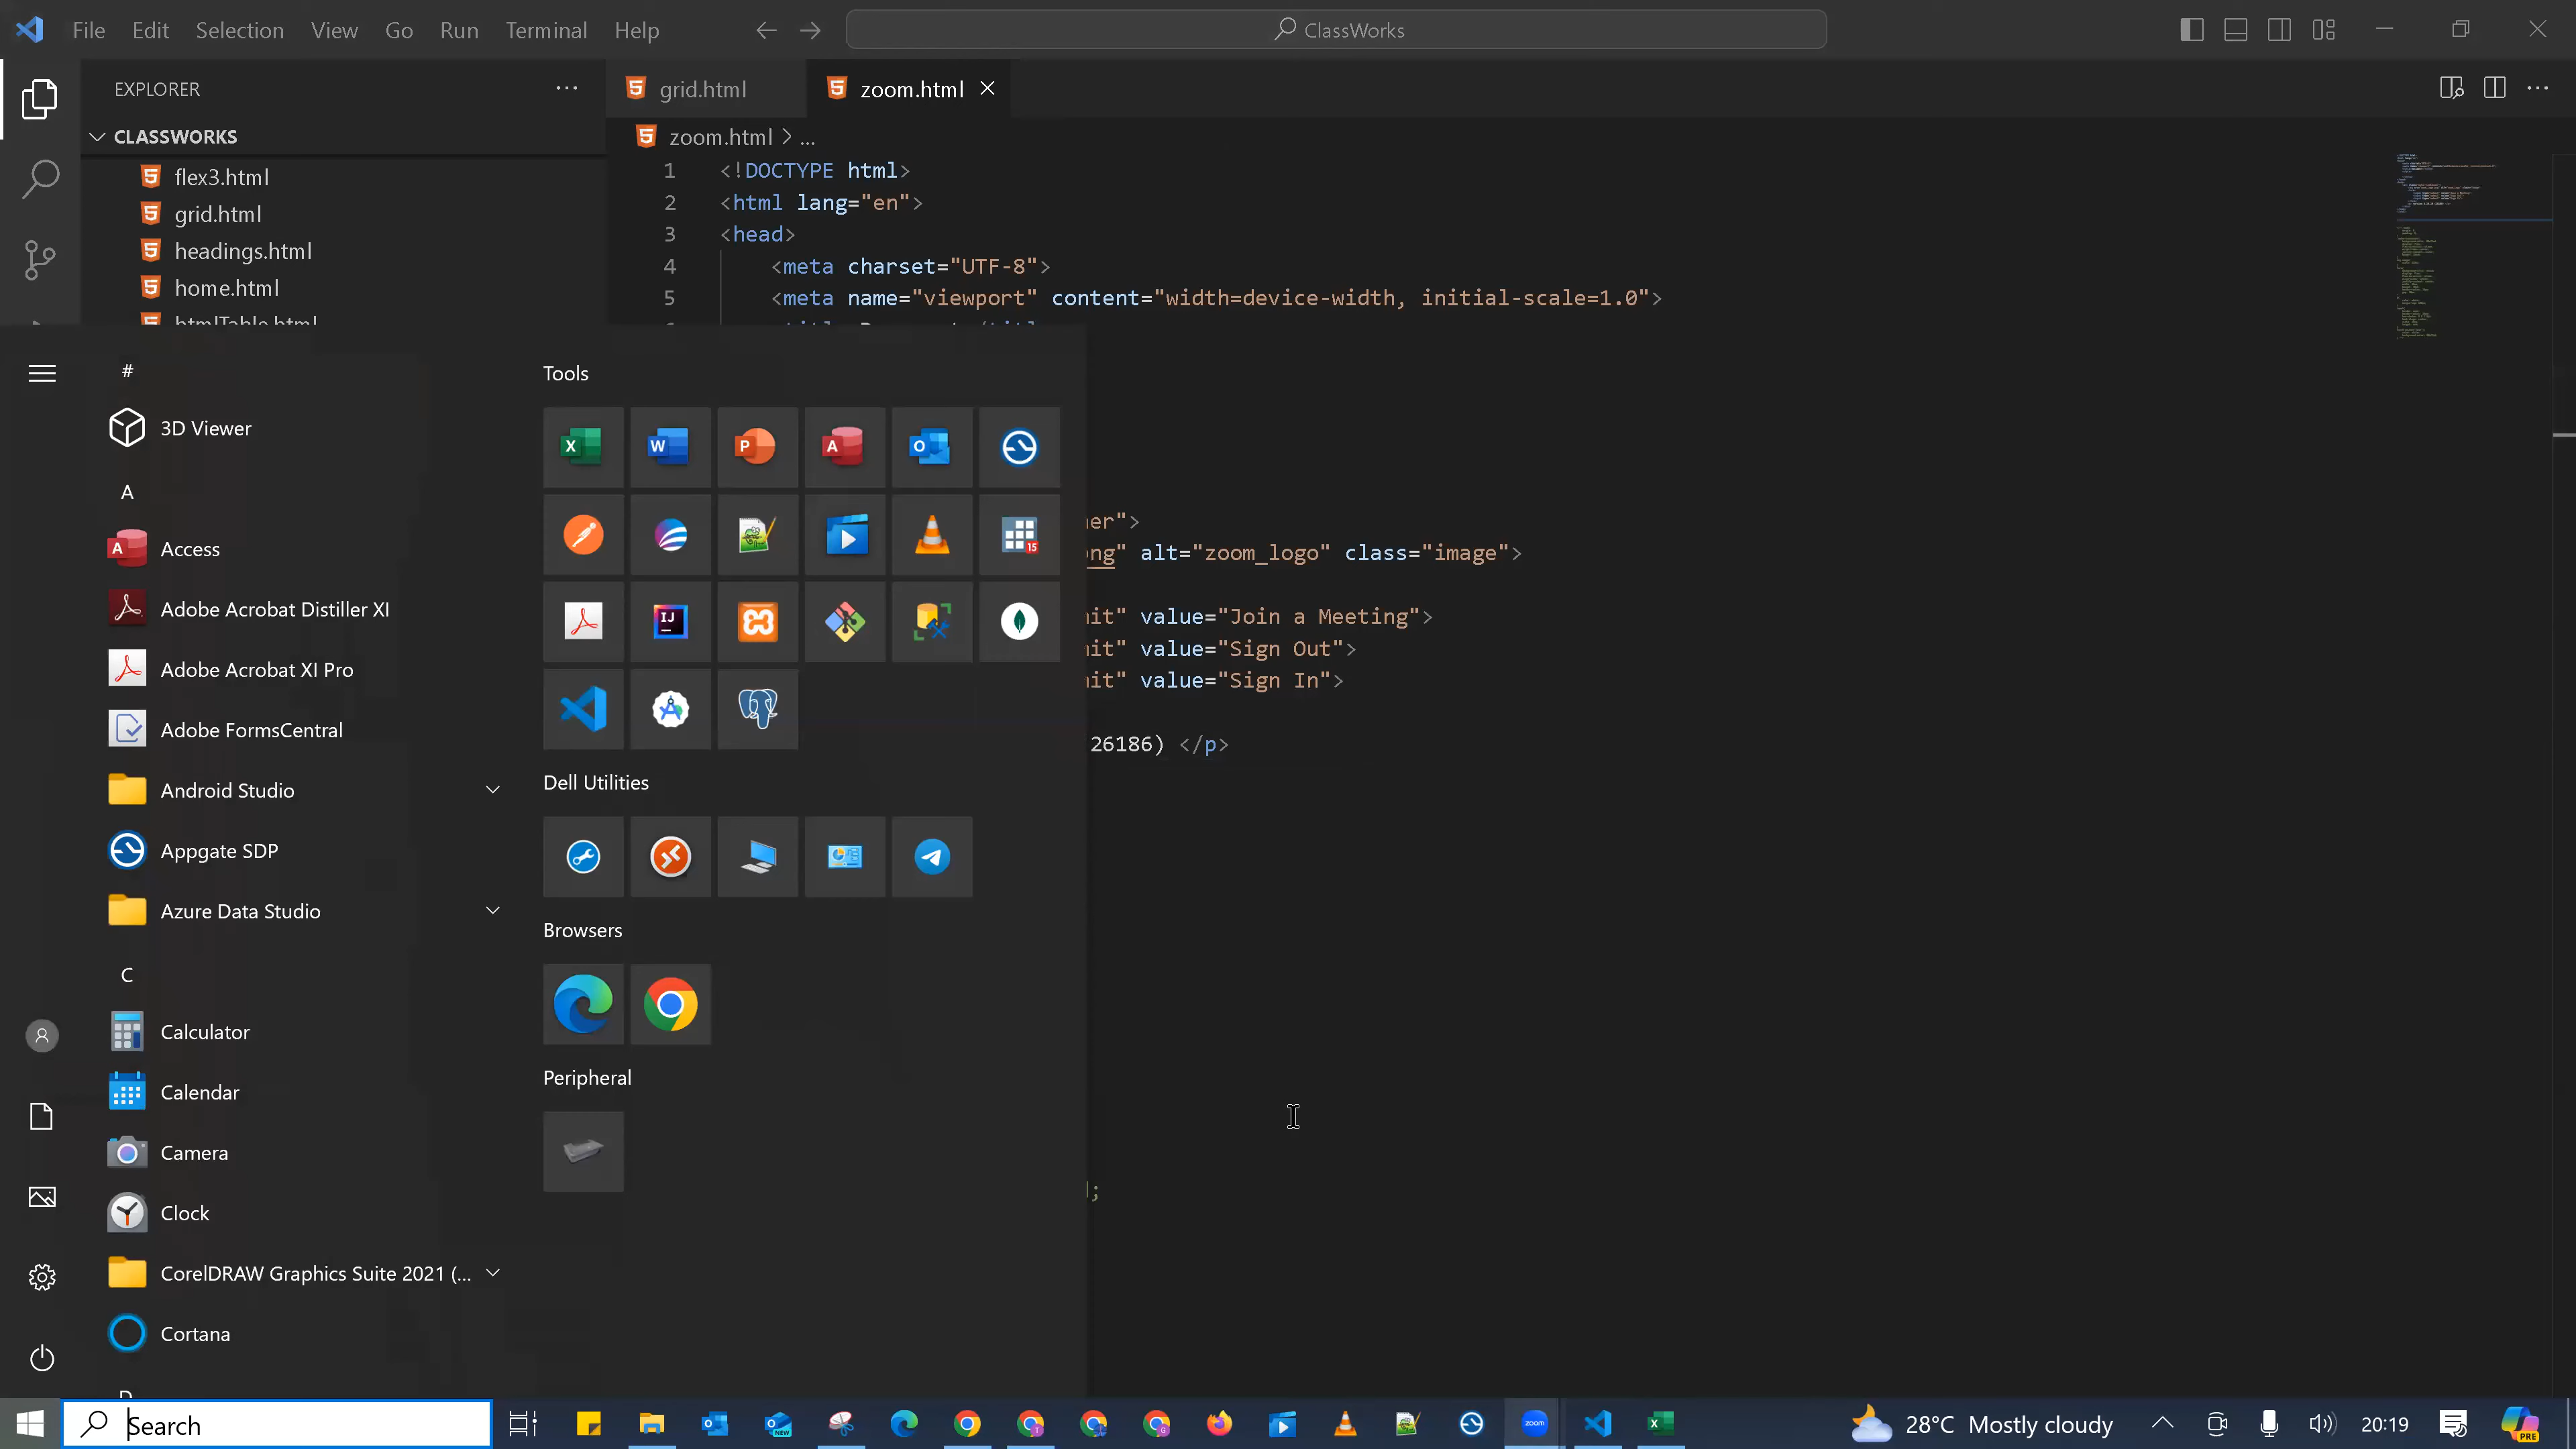 File Edit Selection View Go Run Terminal Help
ClassWorks
EXPLORER
grid.html
zoom.html
CLASSWORKS
zoom.html > ...
flex3.html
grid.html
headings.html
home.html
htmlTable.html
1 <!DOCTYPE html>
2 <html lang="en">
3 <head>
4 <meta charset="UTF-8">
5 <meta name="viewport" content="width=device-width, initial-scale=1.0">
er">
ng" alt="zoom_logo" class="image">
it" value="Join a Meeting">
it" value="Sign Out">
it" value="Sign In">
26186) </p>
;
#
3D Viewer
A
Access
Adobe Acrobat Distiller XI
Adobe Acrobat XI Pro
Adobe FormsCentral
Android Studio
Appgate SDP
Azure Data Studio
C
Calculator
Calendar
Camera
Clock
CorelDRAW Graphics Suite 2021 (...
Cortana
D
Tools
15
Dell Utilities
Browsers
Peripheral
Search
zoom
28°C Mostly cloudy
20:19
PRE